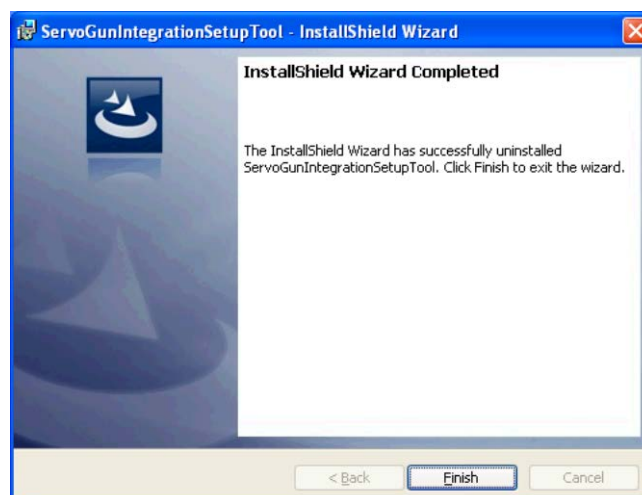 ServoGunIntegrationSetupTool - InstallShield Wizard
InstallShield Wizard Completed
The InstallShield Wizard has successfully uninstalled
ServoGunIntegrationSetupTool. Click Finish to exit the wizard.
< Back
Finish
Cancel